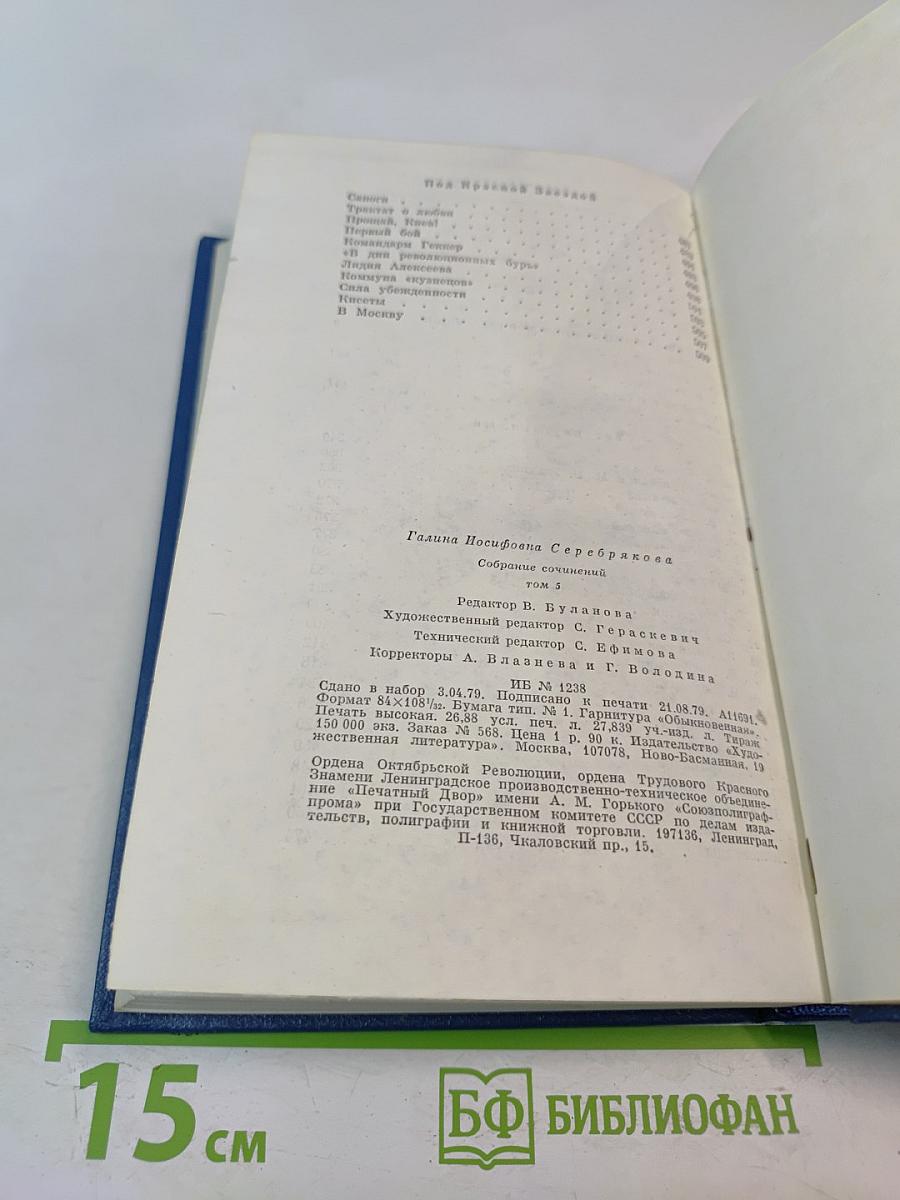 Под Красной Звездой
Сапоги
Трактат о любви
Прощай, Киев!
Первый бой
Командарм Геккер
«В дни революционных бурь»
Лидия Алексеева
Коммуна «кузнецов»
Сила убежденности
Кисеты
В Москву
505
507
509
Галина Иосифовна Серебрякова
Собрание сочинений
том 5
Редактор В. Буланова
Художественный редактор С. Гераскевич
Технический редактор С. Ефимова
Корректоры А. Влазнева и Г. Володина
ИБ № 1238
Сдано в набор 3.04.79. Подписано к печати 21.08.79. А11691.
Формат 84×108¹/₃₂. Бумага тип. № 1. Гарнитура «Обыкновенная».
Печать высокая. 26,88 усл. печ. л. 27,839 уч.-изд. л. Тираж
150 000 экз. Заказ № 568. Цена 1 р. 90 к. Издательство «Худо-
жественная литература». Москва, 107078, Ново-Басманная, 19
Ордена Октябрьской Революции, ордена Трудового Красного
Знамени Ленинградское производственно-техническое объедине-
ние «Печатный Двор» имени А. М. Горького «Союзполиграф-
прома» при Государственном комитете СССР по делам изда-
тельств, полиграфии и книжной торговли. 197136, Ленинград,
П-136, Чкаловский пр., 15.
15 см
БФ БИБЛИОФАН